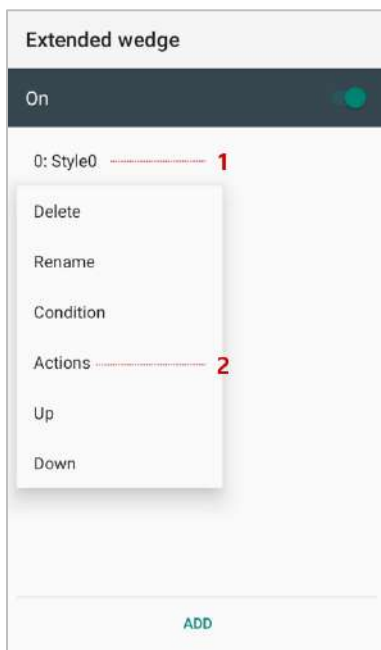 Extended wedge
On
0: Style0 1
Delete
Rename
Condition
Actions 2
Up
Down
ADD